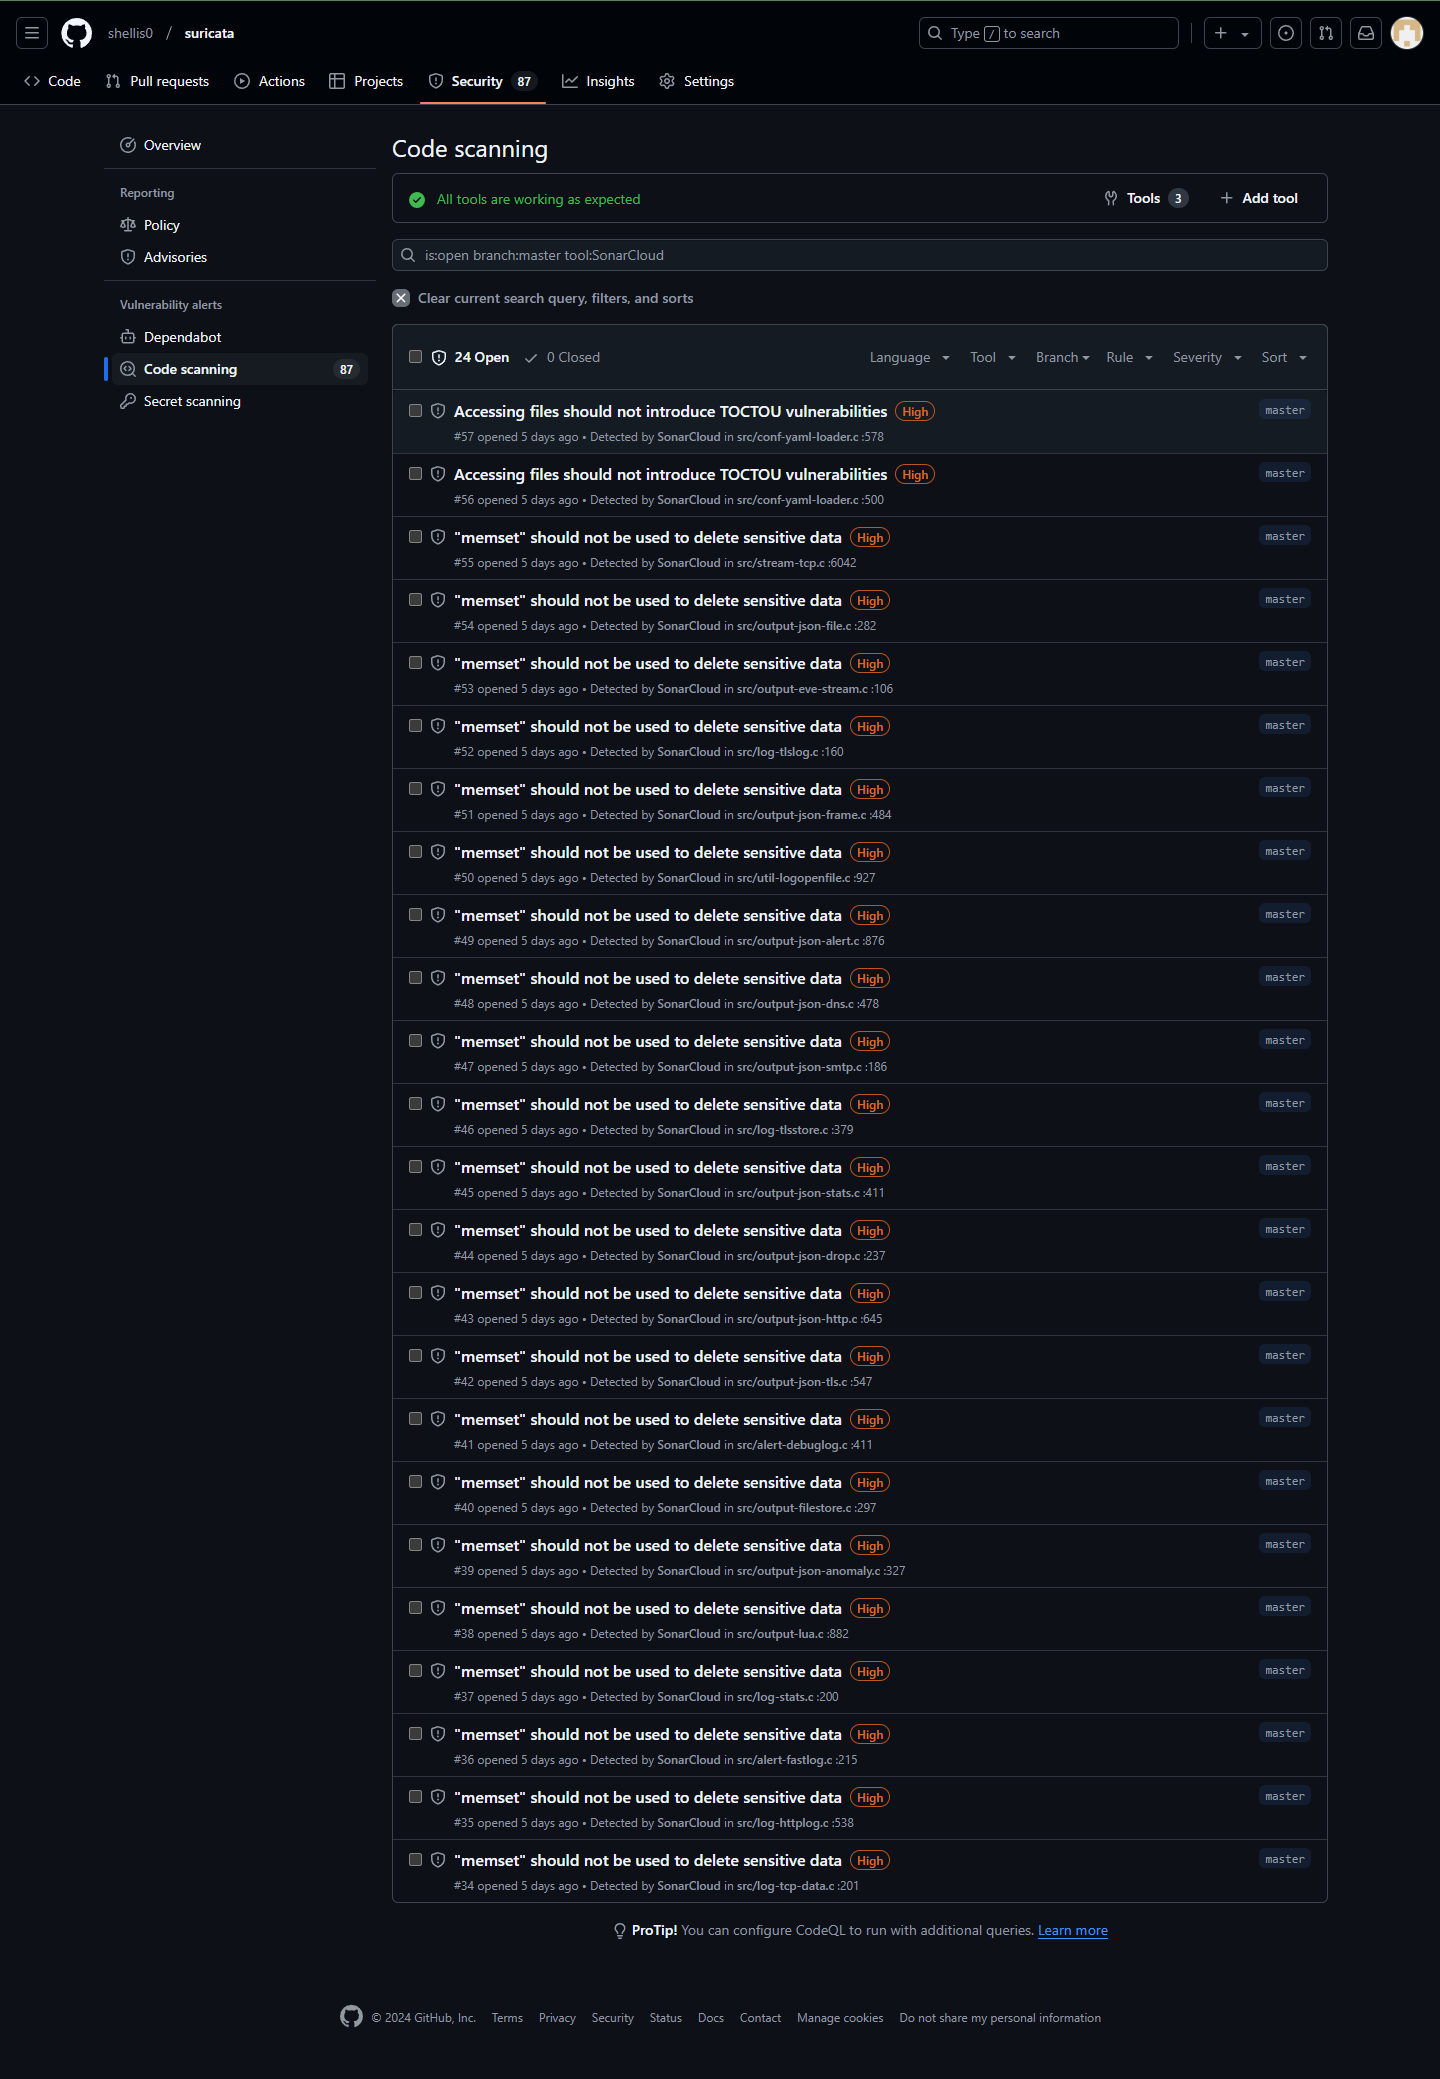 shellis0 / suricata
Type / to search
Code Pull requests Actions Projects Security 87 Insights Settings
Overview
Reporting
Policy
Advisories
Vulnerability alerts
Dependabot
Code scanning 87
Secret scanning
Code scanning
All tools are working as expected
Tools 3 Add tool
is:open branch:master tool:SonarCloud
Clear current search query, filters, and sorts
24 Open 0 Closed Language Tool Branch Rule Severity Sort
Accessing files should not introduce TOCTOU vulnerabilities High master
#57 opened 5 days ago • Detected by SonarCloud in src/conf-yaml-loader.c :578
Accessing files should not introduce TOCTOU vulnerabilities High master
#56 opened 5 days ago • Detected by SonarCloud in src/conf-yaml-loader.c :500
"memset" should not be used to delete sensitive data High master
#55 opened 5 days ago • Detected by SonarCloud in src/stream-tcp.c :6042
"memset" should not be used to delete sensitive data High master
#54 opened 5 days ago • Detected by SonarCloud in src/output-json-file.c :282
"memset" should not be used to delete sensitive data High master
#53 opened 5 days ago • Detected by SonarCloud in src/output-eve-stream.c :106
"memset" should not be used to delete sensitive data High master
#52 opened 5 days ago • Detected by SonarCloud in src/log-tlslog.c :160
"memset" should not be used to delete sensitive data High master
#51 opened 5 days ago • Detected by SonarCloud in src/output-json-frame.c :484
"memset" should not be used to delete sensitive data High master
#50 opened 5 days ago • Detected by SonarCloud in src/util-logopenfile.c :927
"memset" should not be used to delete sensitive data High master
#49 opened 5 days ago • Detected by SonarCloud in src/output-json-alert.c :876
"memset" should not be used to delete sensitive data High master
#48 opened 5 days ago • Detected by SonarCloud in src/output-json-dns.c :478
"memset" should not be used to delete sensitive data High master
#47 opened 5 days ago • Detected by SonarCloud in src/output-json-smtp.c :186
"memset" should not be used to delete sensitive data High master
#46 opened 5 days ago • Detected by SonarCloud in src/log-tlsstore.c :379
"memset" should not be used to delete sensitive data High master
#45 opened 5 days ago • Detected by SonarCloud in src/output-json-stats.c :411
"memset" should not be used to delete sensitive data High master
#44 opened 5 days ago • Detected by SonarCloud in src/output-json-drop.c :237
"memset" should not be used to delete sensitive data High master
#43 opened 5 days ago • Detected by SonarCloud in src/output-json-http.c :645
"memset" should not be used to delete sensitive data High master
#42 opened 5 days ago • Detected by SonarCloud in src/output-json-tls.c :547
"memset" should not be used to delete sensitive data High master
#41 opened 5 days ago • Detected by SonarCloud in src/alert-debuglog.c :411
"memset" should not be used to delete sensitive data High master
#40 opened 5 days ago • Detected by SonarCloud in src/output-filestore.c :297
"memset" should not be used to delete sensitive data High master
#39 opened 5 days ago • Detected by SonarCloud in src/output-json-anomaly.c :327
"memset" should not be used to delete sensitive data High master
#38 opened 5 days ago • Detected by SonarCloud in src/output-lua.c :882
"memset" should not be used to delete sensitive data High master
#37 opened 5 days ago • Detected by SonarCloud in src/log-stats.c :200
"memset" should not be used to delete sensitive data High master
#36 opened 5 days ago • Detected by SonarCloud in src/alert-fastlog.c :215
"memset" should not be used to delete sensitive data High master
#35 opened 5 days ago • Detected by SonarCloud in src/log-httplog.c :538
"memset" should not be used to delete sensitive data High master
#34 opened 5 days ago • Detected by SonarCloud in src/log-tcp-data.c :201
ProTip! You can configure CodeQL to run with additional queries. Learn more
© 2024 GitHub, Inc. Terms Privacy Security Status Docs Contact Manage cookies Do not share my personal information